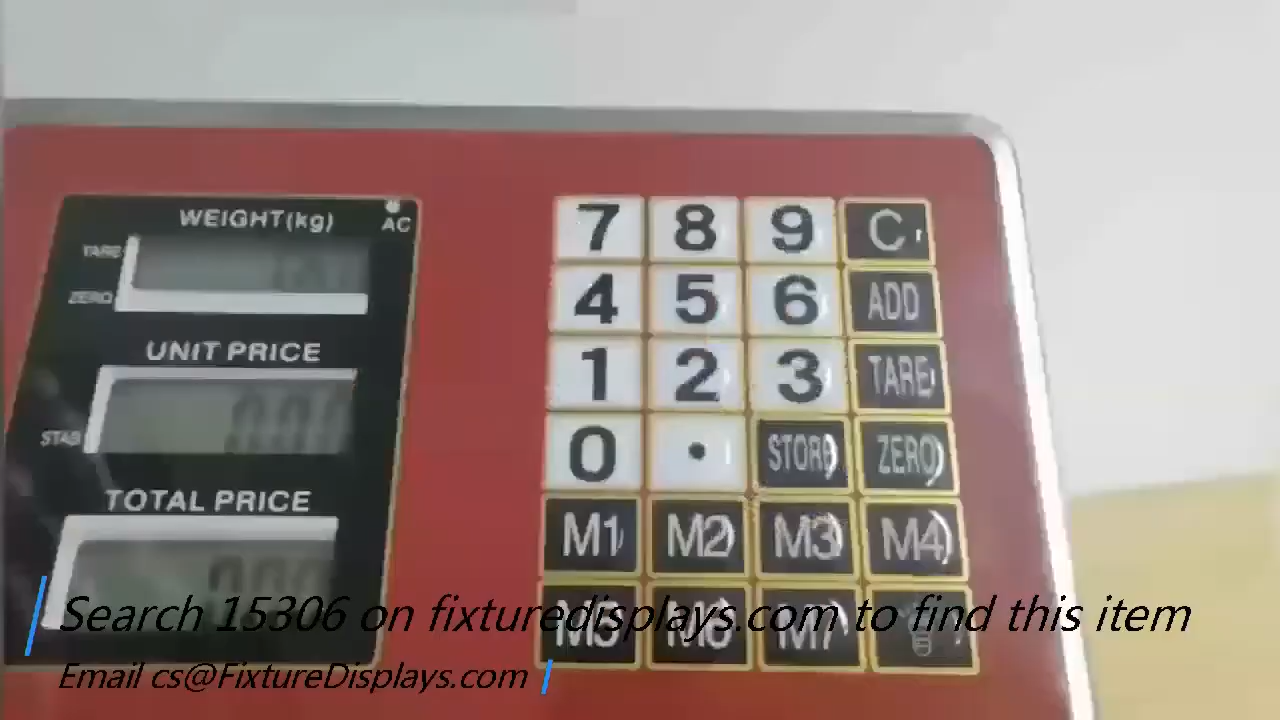 WEIGHT(kg)
AC
TARE
ZERO
UNIT PRICE
STAB
TOTAL PRICE
7 8 9 C
4 5 6 ADD
1 2 3 TARE
0 . STORE ZERO
M1 M2 M3 M4
M5 M6 M7
Search 15306 on fixturedisplays.com to find this item
Email cs@FixtureDisplays.com